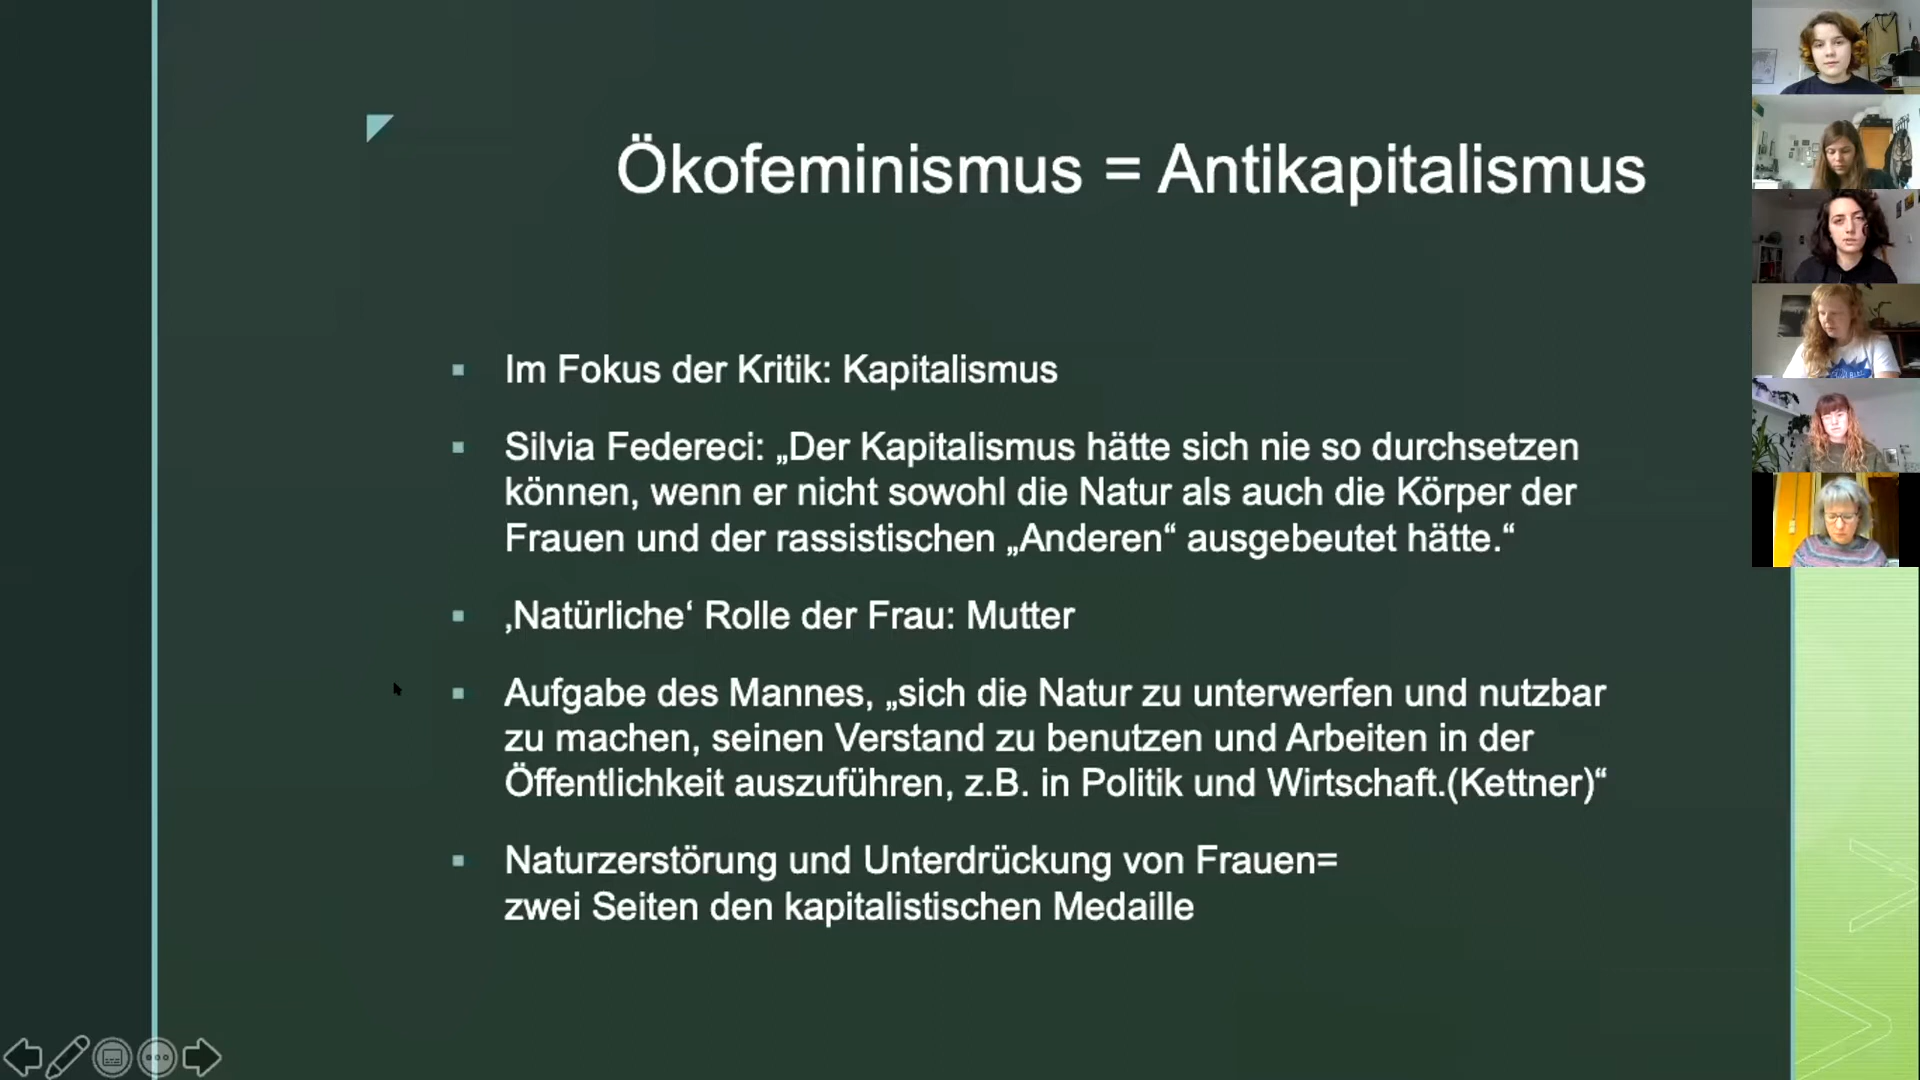 Ökofeminismus = Antikapitalismus
Im Fokus der Kritik: Kapitalismus
Silvia Federeci: „Der Kapitalismus hätte sich nie so durchsetzen
können, wenn er nicht sowohl die Natur als auch die Körper der
Frauen und der rassistischen „Anderen“ ausgebeutet hätte.“
‚Natürliche‘ Rolle der Frau: Mutter
Aufgabe des Mannes, „sich die Natur zu unterwerfen und nutzbar
zu machen, seinen Verstand zu benutzen und Arbeiten in der
Öffentlichkeit auszuführen, z.B. in Politik und Wirtschaft.(Kettner)“
Naturzerstörung und Unterdrückung von Frauen=
zwei Seiten den kapitalistischen Medaille